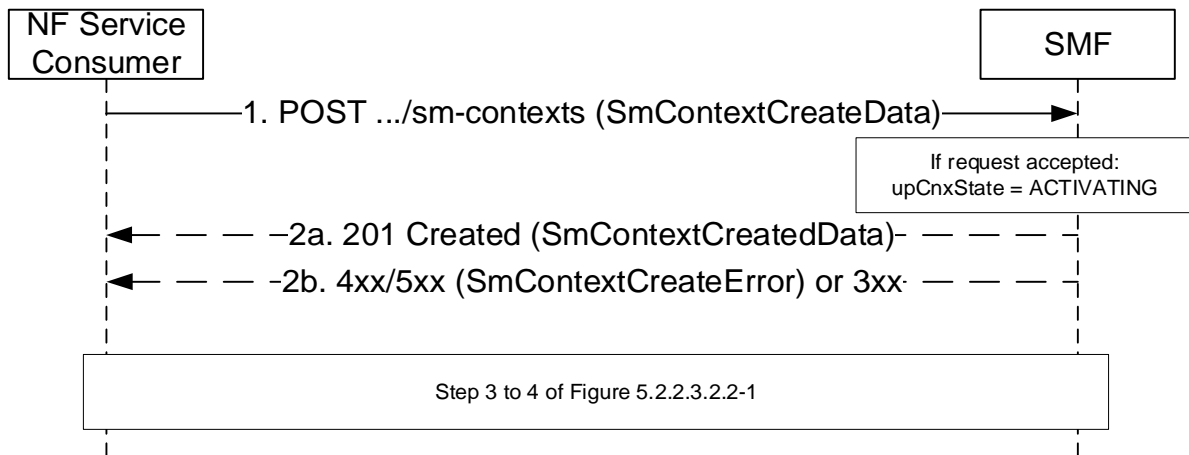 NF Service
Consumer
SMF
1. POST .../sm-contexts (SmContextCreateData)
If request accepted:
upCnxState = ACTIVATING
2a. 201 Created (SmContextCreatedData)
2b. 4xx/5xx (SmContextCreateError) or 3xx
Step 3 to 4 of Figure 5.2.2.3.2.2-1